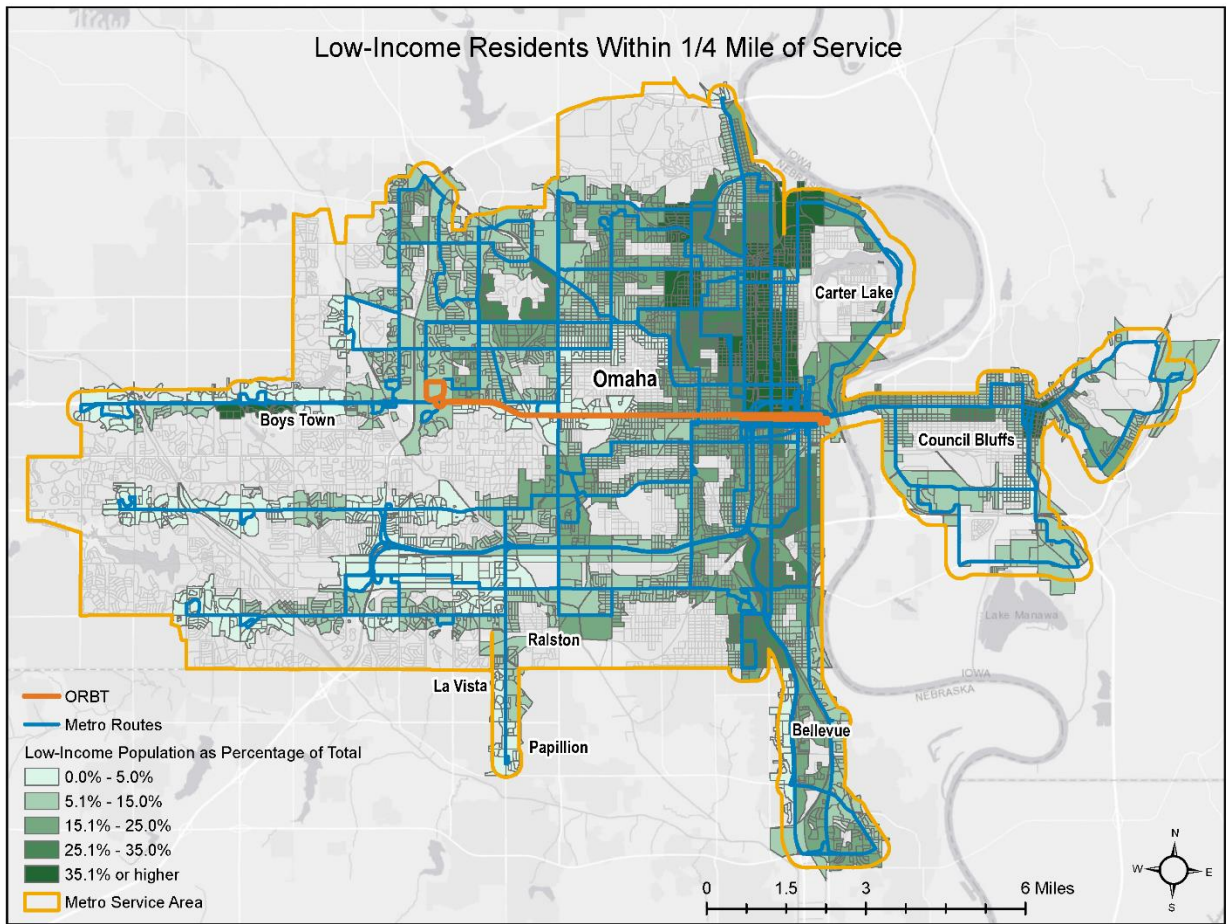 Low-Income Residents Within 1/4 Mile of Service
IOWA
NEBRASKA
Carter Lake
Omaha
Boys Town
Council Bluffs
Lake Manawa
Ralston
IOWA
NEBRASKA
La Vista
Papillion
Bellevue
ORBT
Metro Routes
Low-Income Population as Percentage of Total
0.0% - 5.0%
5.1% - 15.0%
15.1% - 25.0%
25.1% - 35.0%
35.1% or higher
Metro Service Area
0 1.5 3 6 Miles
N
W E
S